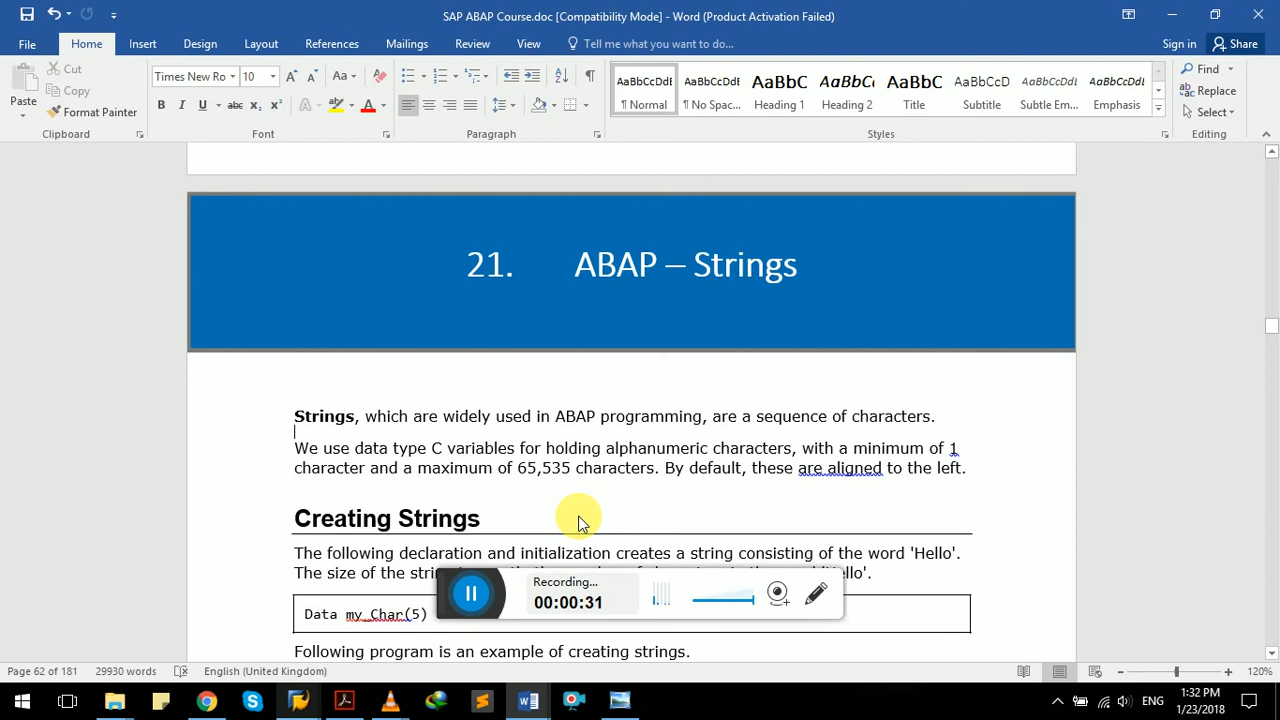 SAP ABAP Course.doc [Compatibility Mode] - Word (Product Activation Failed)
File Home Insert Design Layout References Mailings Review View Tell me what you want to do... Sign in Share
Paste
Cut
Copy
Format Painter
Clipboard
Times New Ro 10
Font
Paragraph
AaBbCcDdE AaBbCcDdE AaBbC AaBbCcD AaBbC AaBbCcD AaBbCcDdE AaBbCcDdE
¶ Normal ¶ No Spac... Heading 1 Heading 2 Title Subtitle Subtle Em... Emphasis
Styles
Find
Replace
Select
Editing
21. ABAP – Strings
Strings, which are widely used in ABAP programming, are a sequence of characters.
We use data type C variables for holding alphanumeric characters, with a minimum of 1
character and a maximum of 65,535 characters. By default, these are aligned to the left.
Creating Strings
The following declaration and initialization creates a string consisting of the word 'Hello'.
The size of the
Data my_Char(5)
Following program is an example of creating strings.
Recording...
00:00:31
Page 62 of 181 29930 words English (United Kingdom) 120%
ENG 1:32 PM
1/23/2018